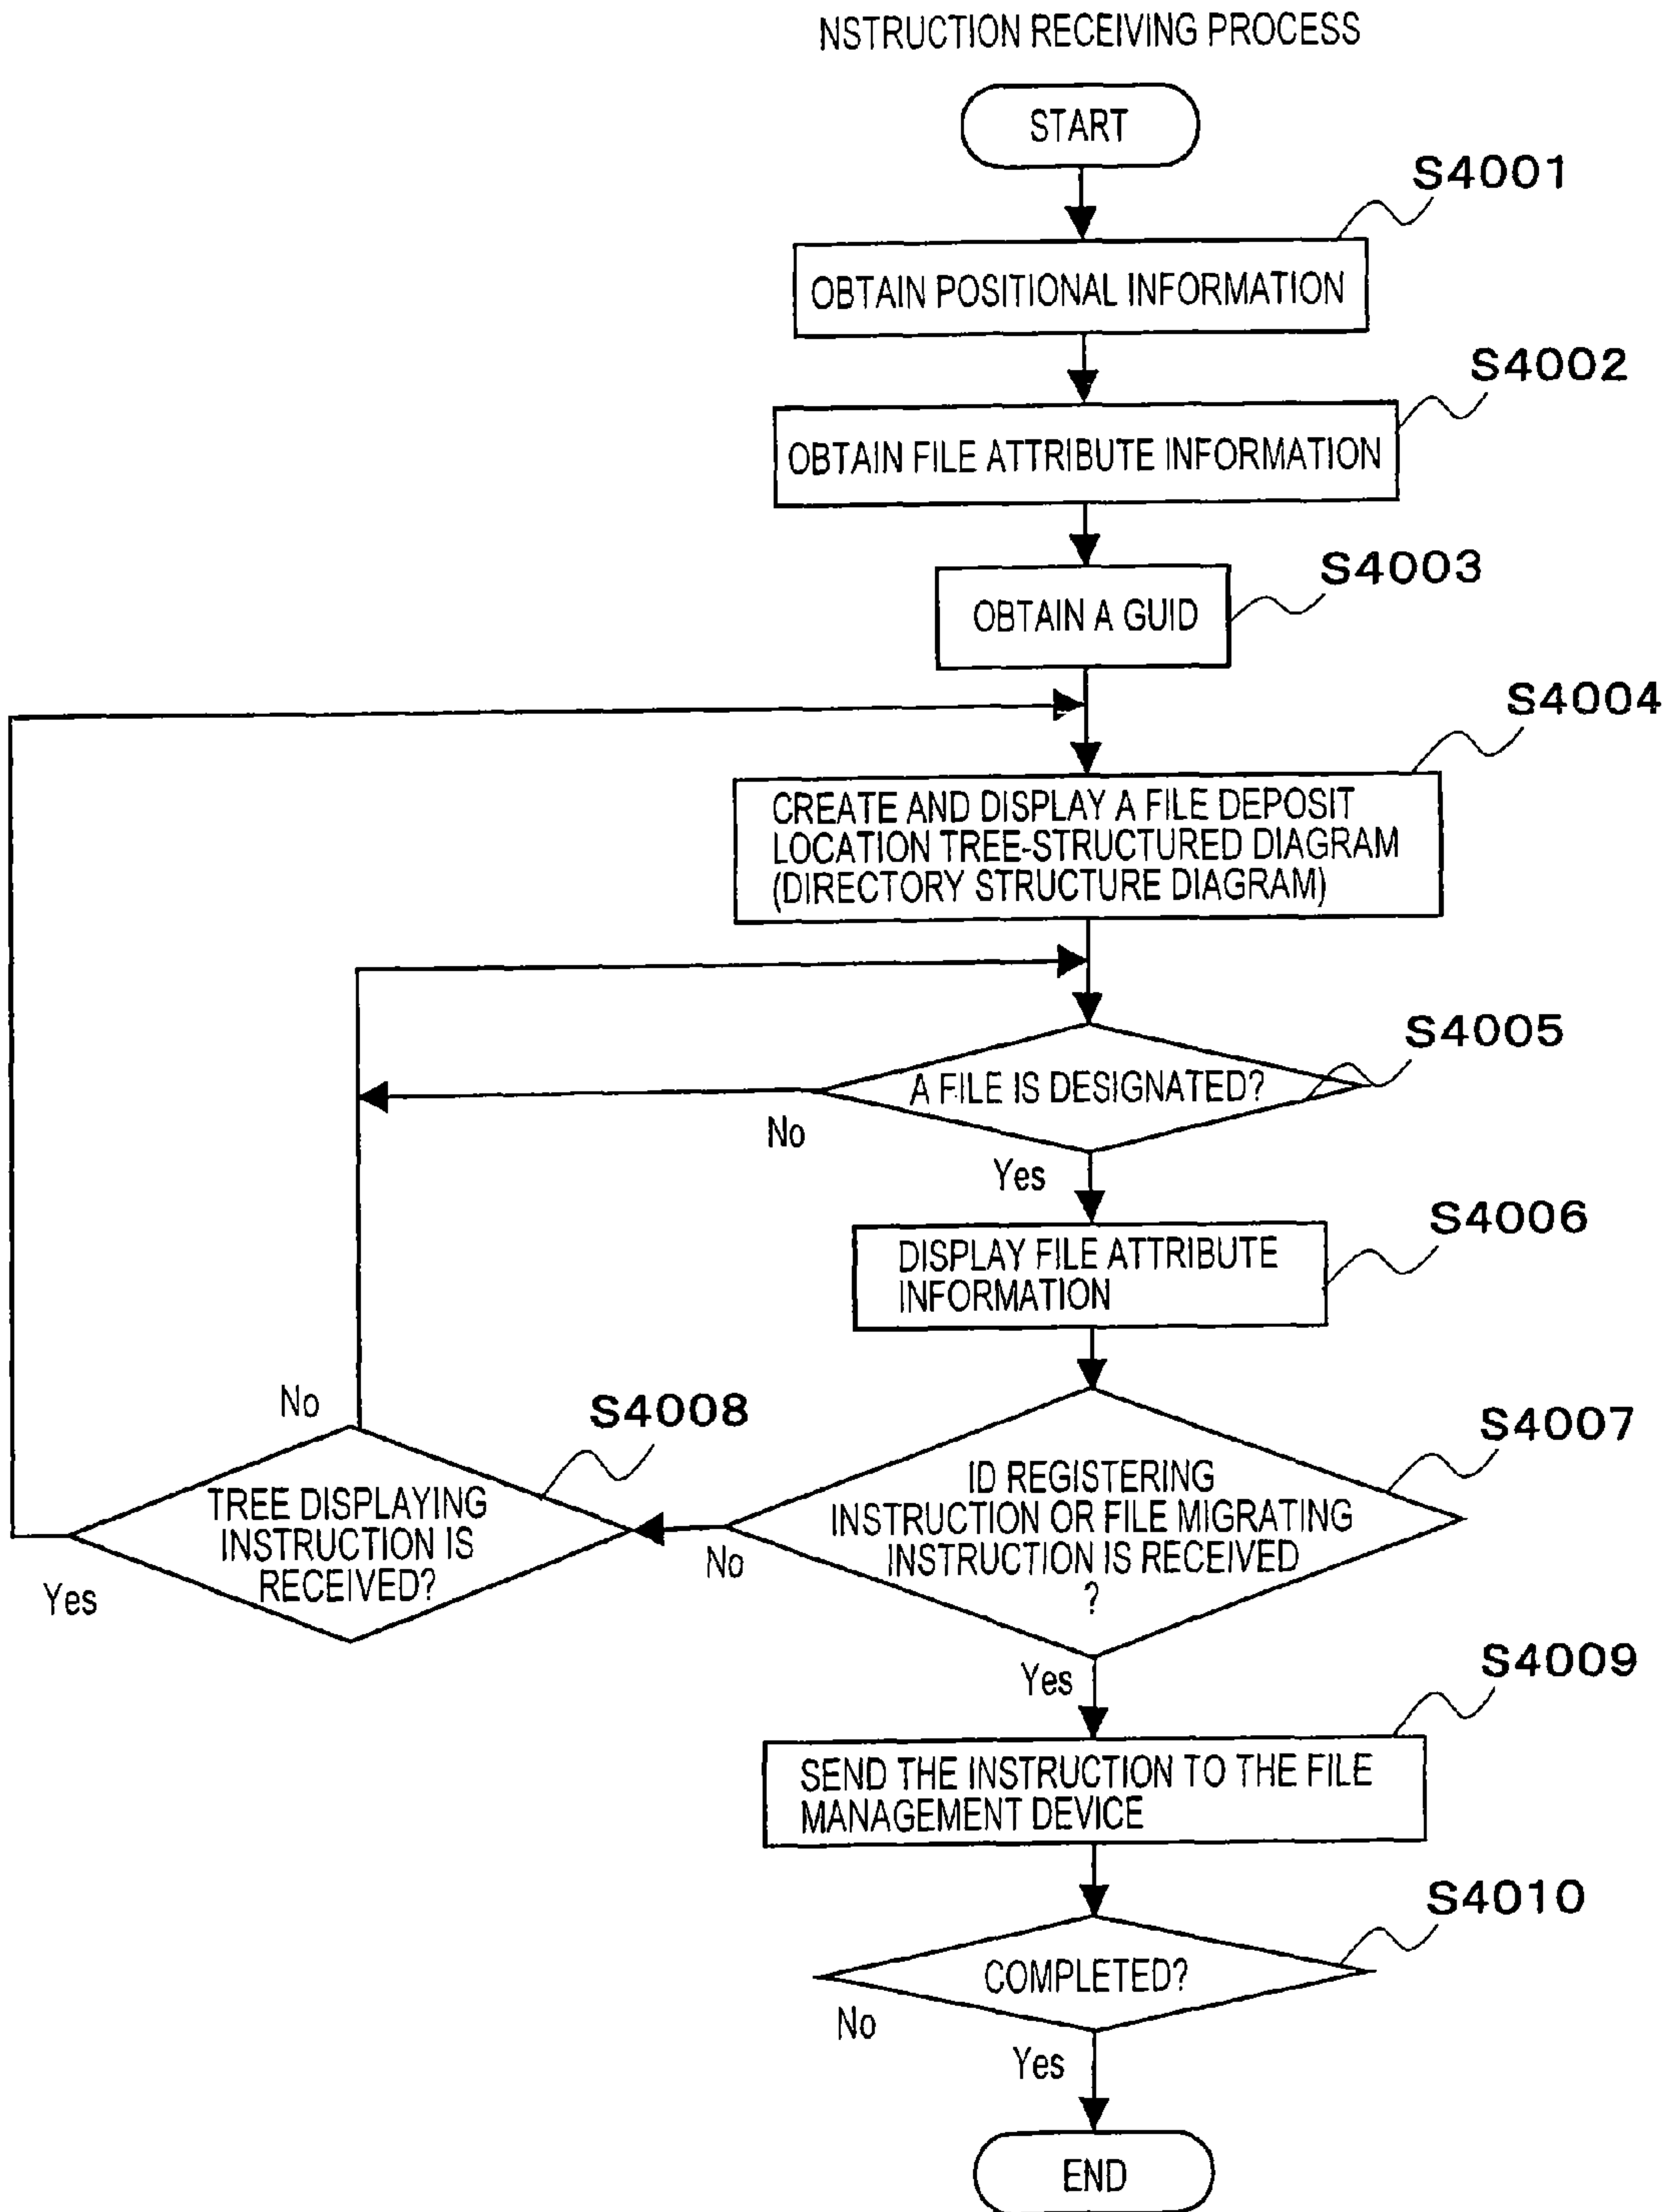 NSTRUCTION RECEIVING PROCESS
START
S4001
OBTAIN POSITIONAL INFORMATION
S4002
OBTAIN FILE ATTRIBUTE INFORMATION
S4003
OBTAIN A GUID
S4004
CREATE AND DISPLAY A FILE DEPOSIT
LOCATION TREE-STRUCTURED DIAGRAM
(DIRECTORY STRUCTURE DIAGRAM)
S4005
A FILE IS DESIGNATED?
No
Yes
S4006
DISPLAY FILE ATTRIBUTE
INFORMATION
S4007
ID REGISTERING
INSTRUCTION OR FILE MIGRATING
INSTRUCTION IS RECEIVED
?
No
Yes
S4008
No
TREE DISPLAYING
INSTRUCTION IS
RECEIVED?
Yes
S4009
SEND THE INSTRUCTION TO THE FILE
MANAGEMENT DEVICE
S4010
COMPLETED?
No
Yes
END